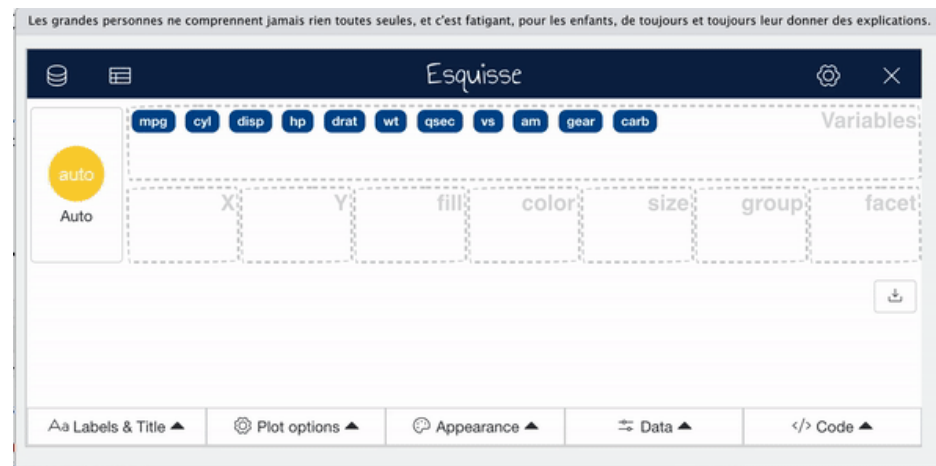 Les grandes personnes ne comprennent jamais rien toutes seules, et c'est fatigant, pour les enfants, de toujours et toujours leur donner des explications.
Esquisse
mpg cyl disp hp drat wt qsec vs am gear carb Variables
auto
Auto
X Y fill color size group facet
Aa Labels & Title Plot options Appearance Data </> Code